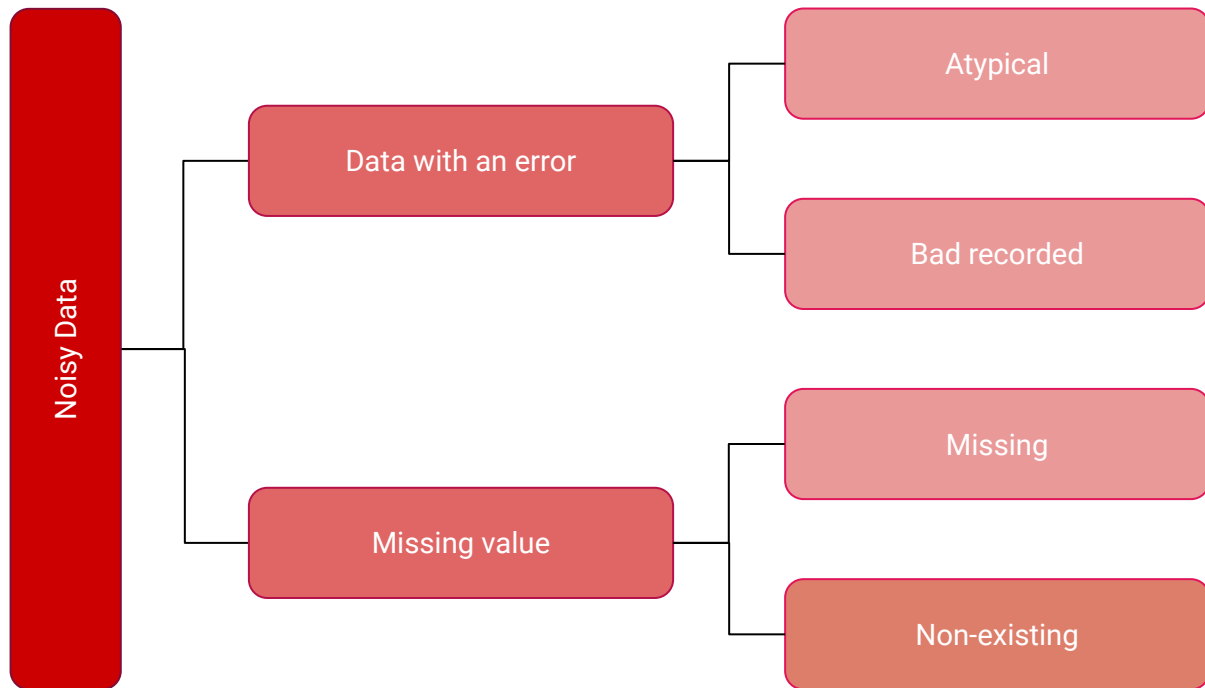 Noisy Data
Data with an error
Atypical
Bad recorded
Missing value
Missing
Non-existing